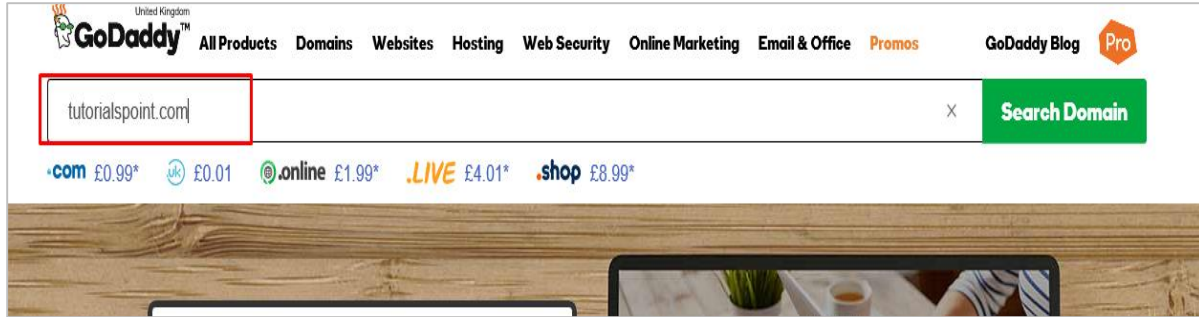 United Kingdom
GoDaddy™ All Products Domains Websites Hosting Web Security Online Marketing Email & Office Promos GoDaddy Blog Pro
tutorialspoint.com X Search Domain
.com £0.99* uk £0.01 .online £1.99* .LIVE £4.01* .shop £8.99*